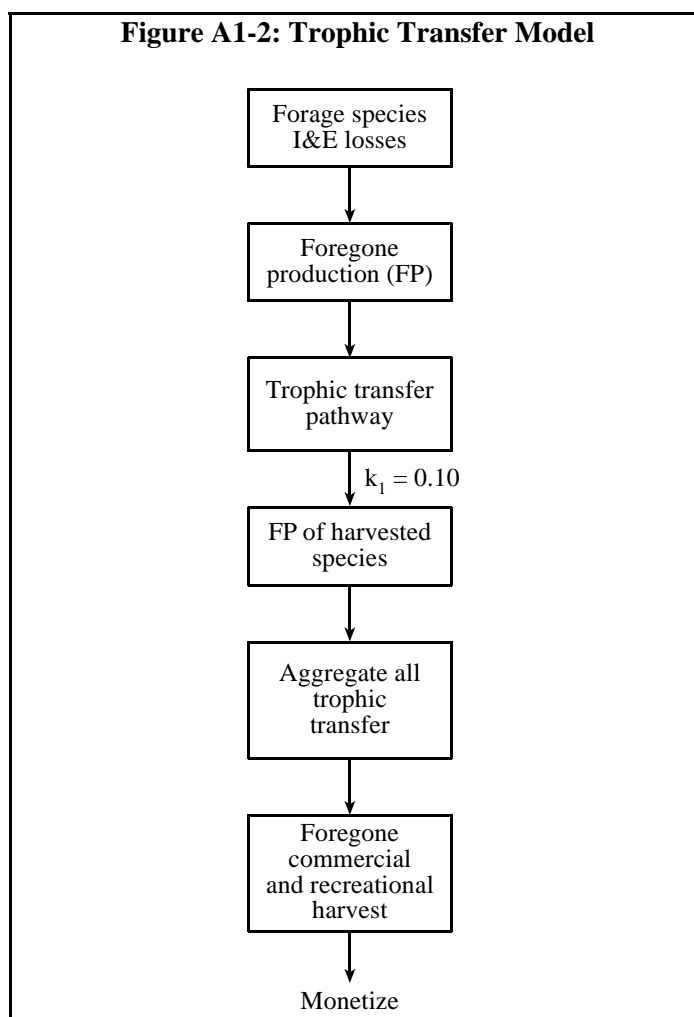 Figure A1-2: Trophic Transfer Model
Forage species
I&E losses
Foregone
production (FP)
Trophic transfer
pathway
k₁ = 0.10
FP of harvested
species
Aggregate all
trophic
transfer
Foregone
commercial
and recreational
harvest
Monetize